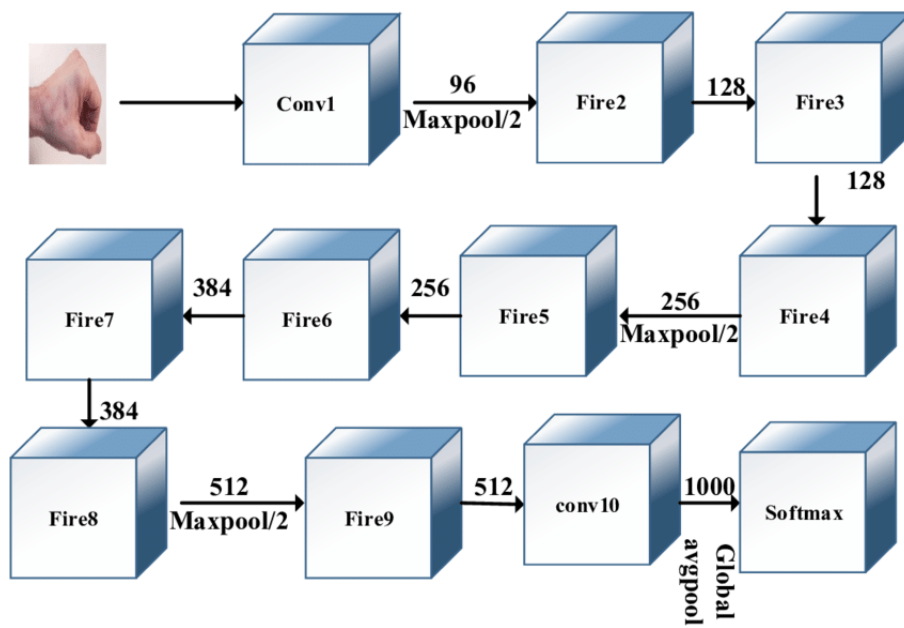 Conv1
96
Maxpool/2
Fire2
128
Fire3
128
Fire4
256
Maxpool/2
Fire5
256
Fire6
384
Fire7
384
Fire8
512
Maxpool/2
Fire9
512
conv10
1000
Global
avgpool
Softmax